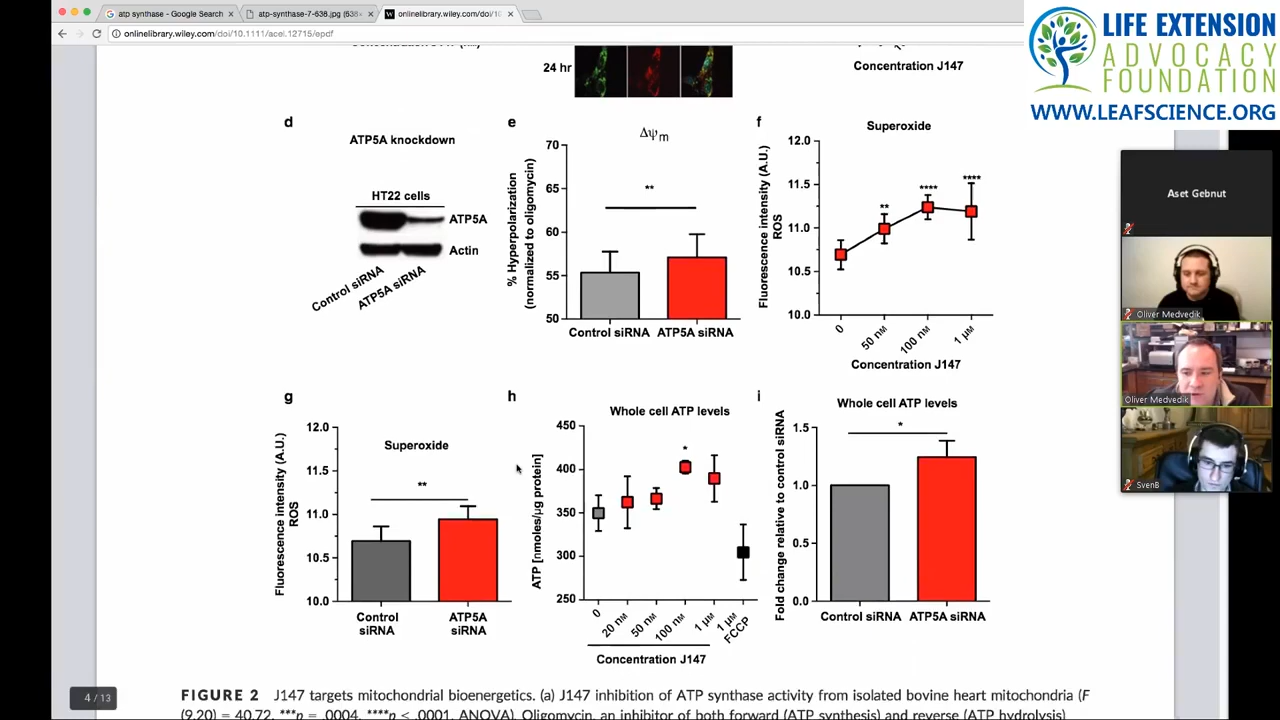 atp synthase - Google Search
atp-synthase-7-638.jpg (638×
onlinelibrary.wiley.com/doi/1
onlinelibrary.wiley.com/doi/10.1111/acel.12715/epdf
LIFE EXTENSION
ADVOCACY
FOUNDATION
WWW.LEAFSCIENCE.ORG
24 hr
Concentration J147
d
ATP5A knockdown
HT22 cells
ATP5A
Actin
Control siRNA
ATP5A siRNA
e
Δψm
% Hyperpolarization
(normalized to oligomycin)
70
65
60
55
50
**
Control siRNA
ATP5A siRNA
f
Superoxide
Fluorescence intensity (A.U.)
ROS
12.0
11.5
11.0
10.5
10.0
**
****
****
0
50 nM
100 nM
1 µM
Concentration J147
g
Superoxide
Fluorescence intensity (A.U.)
ROS
12.0
11.5
11.0
10.5
10.0
**
Control
siRNA
ATP5A
siRNA
h
Whole cell ATP levels
ATP [nmoles/µg protein]
450
400
350
300
250
*
0
20 nM
50 nM
100 nM
1 µM
1 µM
FCCP
Concentration J147
i
Whole cell ATP levels
Fold change relative to control siRNA
1.5
1.0
0.5
0.0
*
Control siRNA
ATP5A siRNA
Aset Gebnut
Oliver Medvedik
Oliver Medvedik
SvenB
4 / 13
FIGURE 2 J147 targets mitochondrial bioenergetics. (a) J147 inhibition of ATP synthase activity from isolated bovine heart mitochondria (F
(9,20) = 40.72, ***p = .0004, ****p < .0001, ANOVA). Oligomycin, an inhibitor of both forward (ATP synthesis) and reverse (ATP hydrolysis)